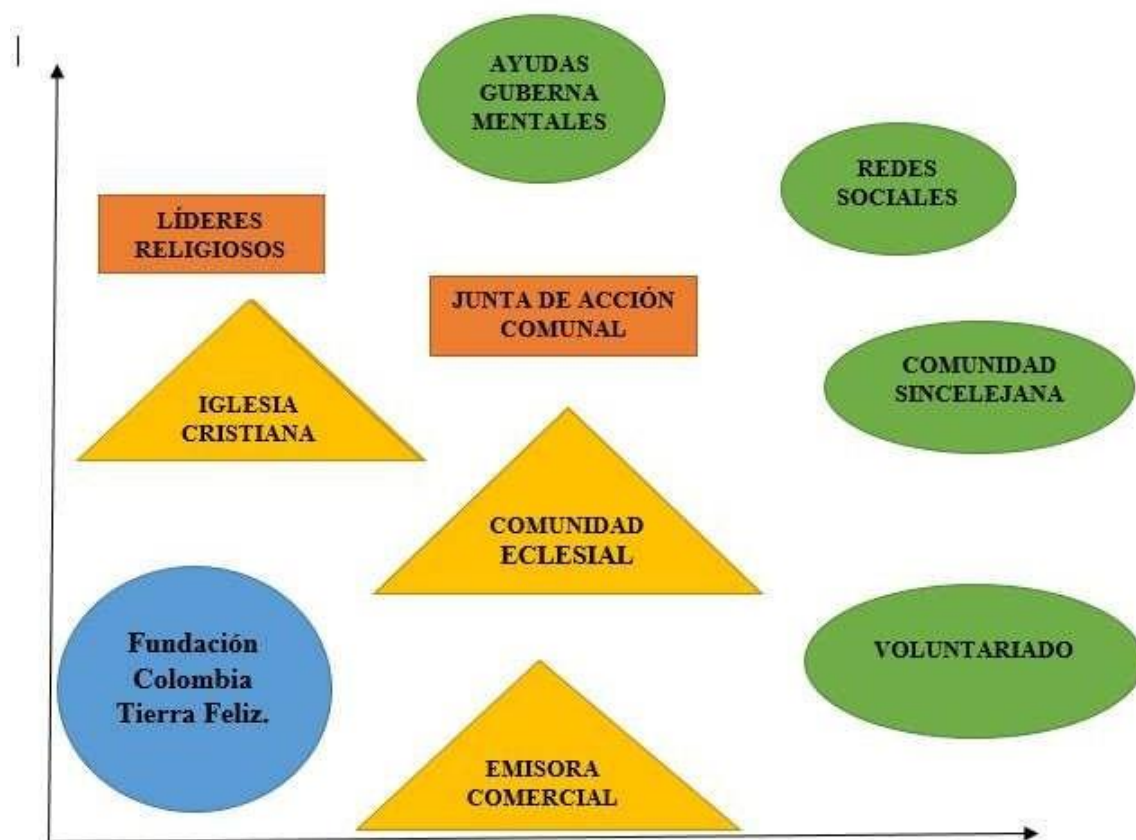 AYUDAS
GUBERNA
MENTALES
REDES
SOCIALES
LÍDERES
RELIGIOSOS
JUNTA DE ACCIÓN
COMUNAL
COMUNIDAD
SINCELEJANA
IGLESIA
CRISTIANA
COMUNIDAD
ECLESIAL
Fundación
Colombia
Tierra Feliz.
VOLUNTARIADO
EMISORA
COMERCIAL